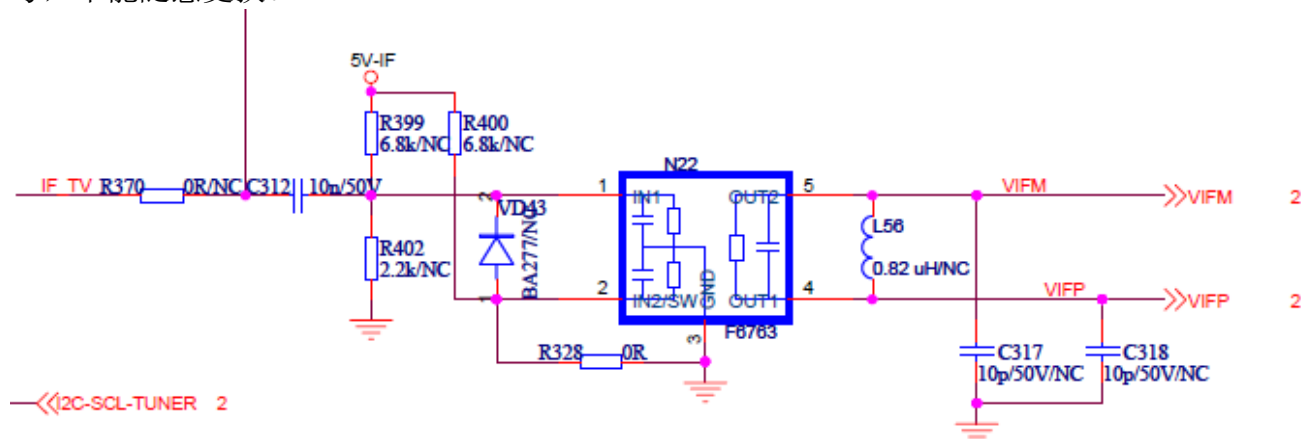 5V-IF
R399
6.8k/NC
R400
6.8k/NC
N22
IF_TV
R370
0R/NC
C312
10n/50V
2
VD43
BA277/NC
1
R402
2.2k/NC
1
IN1
OUT2
5
2
IN2/SW
GND
OUT1
4
3
F6763
R328
0R
VIFM
VIFM
2
L56
0.82 uH/NC
VIFP
VIFP
2
C317
10p/50V/NC
C318
10p/50V/NC
I2C-SCL-TUNER
2